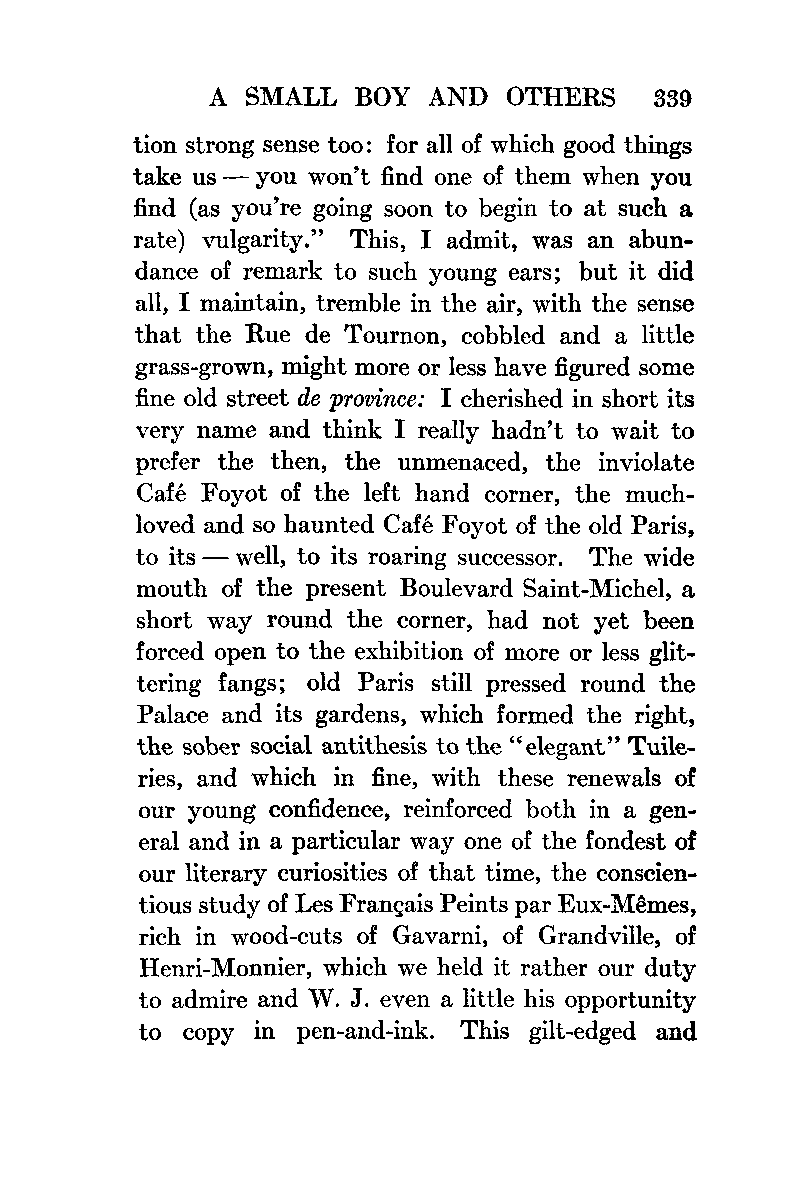 A SMALL BOY AND OTHERS 339
tion strong sense too: for all of which good things
take us — you won't find one of them when you
find (as you're going soon to begin to at such a
rate) vulgarity." This, I admit, was an abun-
dance of remark to such young ears; but it did
all, I maintain, tremble in the air, with the sense
that the Rue de Tournon, cobbled and a little
grass-grown, might more or less have figured some
fine old street de province: I cherished in short its
very name and think I really hadn't to wait to
prefer the then, the unmenaced, the inviolate
Café Foyot of the left hand corner, the much-
loved and so haunted Café Foyot of the old Paris,
to its — well, to its roaring successor. The wide
mouth of the present Boulevard Saint-Michel, a
short way round the corner, had not yet been
forced open to the exhibition of more or less glit-
tering fangs; old Paris still pressed round the
Palace and its gardens, which formed the right,
the sober social antithesis to the "elegant" Tuile-
ries, and which in fine, with these renewals of
our young confidence, reinforced both in a gen-
eral and in a particular way one of the fondest of
our literary curiosities of that time, the conscien-
tious study of Les Français Peints par Eux-Mêmes,
rich in wood-cuts of Gavarni, of Grandville, of
Henri-Monnier, which we held it rather our duty
to admire and W. J. even a little his opportunity
to copy in pen-and-ink. This gilt-edged and